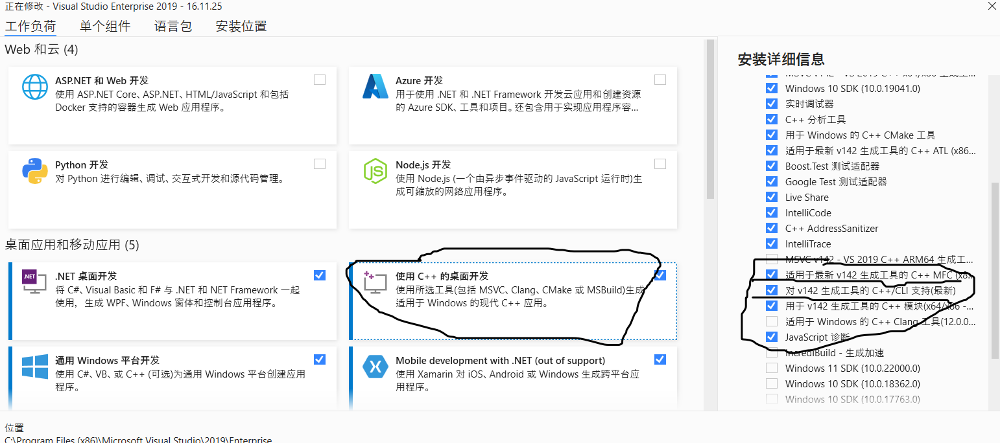 正在修改 - Visual Studio Enterprise 2019 - 16.11.25
工作负荷 单个组件 语言包 安装位置
Web 和云 (4)
ASP.NET 和 Web 开发
使用 ASP.NET Core、ASP.NET、HTML/JavaScript 和包括
Docker 支持的容器生成 Web 应用程序。
Azure 开发
用于使用 .NET 和 .NET Framework 开发云应用和创建资源
的 Azure SDK、工具和项目。还包含用于实现应用程序容...
Python 开发
对 Python 进行编辑、调试、交互式开发和源代码管理。
Node.js 开发
使用 Node.js (一个由异步事件驱动的 JavaScript 运行时)生
成可缩放的网络应用程序。
桌面应用和移动应用 (5)
.NET
.NET 桌面开发
将 C#、Visual Basic 和 F# 与 .NET 和 NET Framework 一起
使用，生成 WPF、Windows 窗体和控制台应用程序。
使用 C++ 的桌面开发
使用所选工具(包括 MSVC、Clang、CMake 或 MSBuild)生成
适用于 Windows 的现代 C++ 应用。
通用 Windows 平台开发
使用 C#、VB、或 C++ (可选)为通用 Windows 平台创建应用
程序。
Mobile development with .NET (out of support)
使用 Xamarin 对 iOS、Android 或 Windows 生成跨平台应
用程序。
安装详细信息
MSVC v142 - VS 2019 C++ x64/x86 生成工...
Windows 10 SDK (10.0.19041.0)
实时调试器
C++ 分析工具
用于 Windows 的 C++ CMake 工具
适用于最新 v142 生成工具的 C++ ATL (x86...
Boost.Test 测试适配器
Google Test 测试适配器
Live Share
IntelliCode
C++ AddressSanitizer
IntelliTrace
MSVC v142 - VS 2019 C++ ARM64 生成工...
适用于最新 v142 生成工具的 C++ MFC (x8...
对 v142 生成工具的 C++/CLI 支持(最新)
用于 v142 生成工具的 C++ 模块(x64/x86 -...
适用于 Windows 的 C++ Clang 工具(12.0.0...
JavaScript 诊断
IncrediBuild - 生成加速
Windows 11 SDK (10.0.22000.0)
Windows 10 SDK (10.0.18362.0)
Windows 10 SDK (10.0.17763.0)
位置
C:\Program Files (x86)\Microsoft Visual Studio\2019\Enterprise